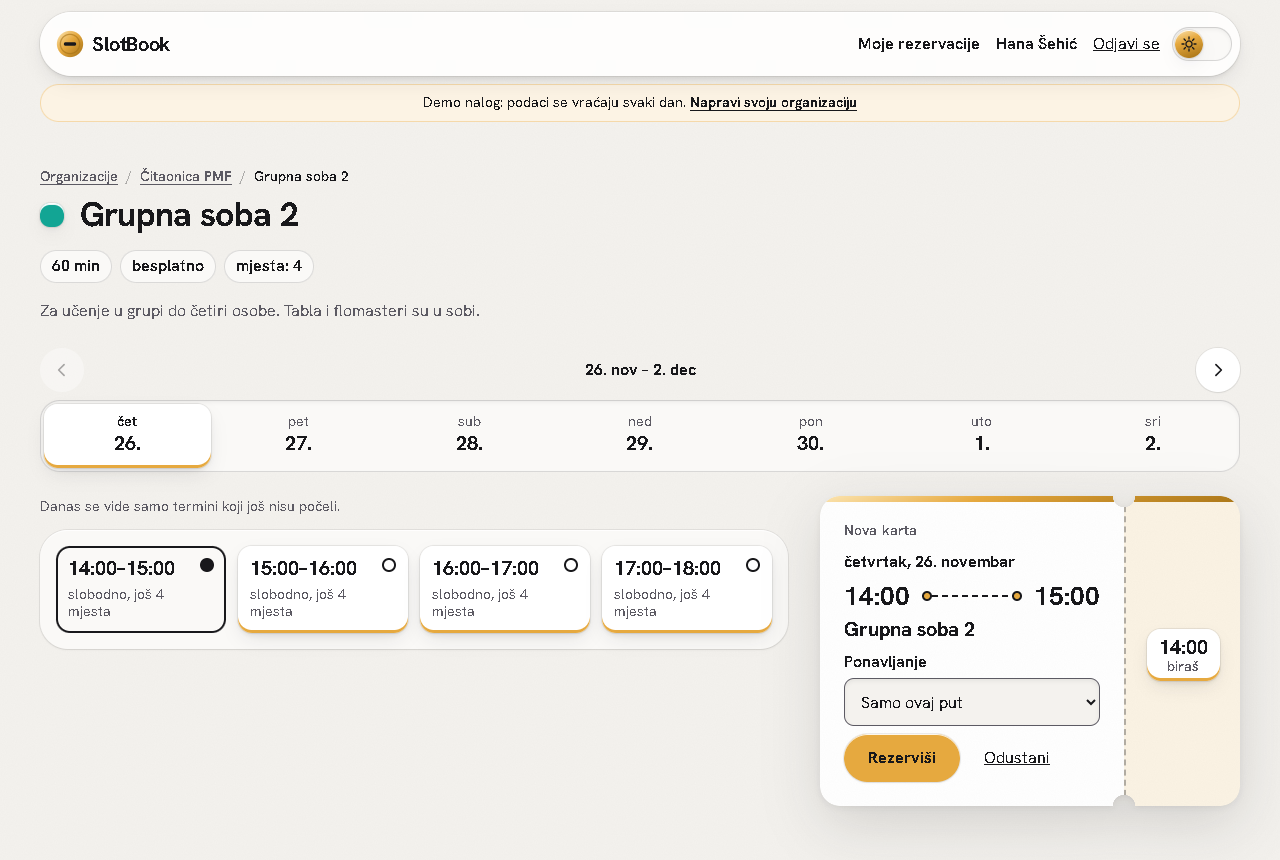 SlotBook
Moje rezervacije
Hana Šehić
Odjavi se
Demo nalog: podaci se vraćaju svaki dan. Napravi svoju organizaciju
Organizacije / Čitaonica PMF / Grupna soba 2
Grupna soba 2
60 min
besplatno
mjesta: 4
Za učenje u grupi do četiri osobe. Tabla i flomasteri su u sobi.
26. nov – 2. dec
čet
26.
pet
27.
sub
28.
ned
29.
pon
30.
uto
1.
sri
2.
Danas se vide samo termini koji još nisu počeli.
14:00–15:00
slobodno, još 4
mjesta
15:00–16:00
slobodno, još 4
mjesta
16:00–17:00
slobodno, još 4
mjesta
17:00–18:00
slobodno, još 4
mjesta
Nova karta
četvrtak, 26. novembar
14:00
15:00
Grupna soba 2
Ponavljanje
Samo ovaj put
Rezerviši
Odustani
14:00
biraš